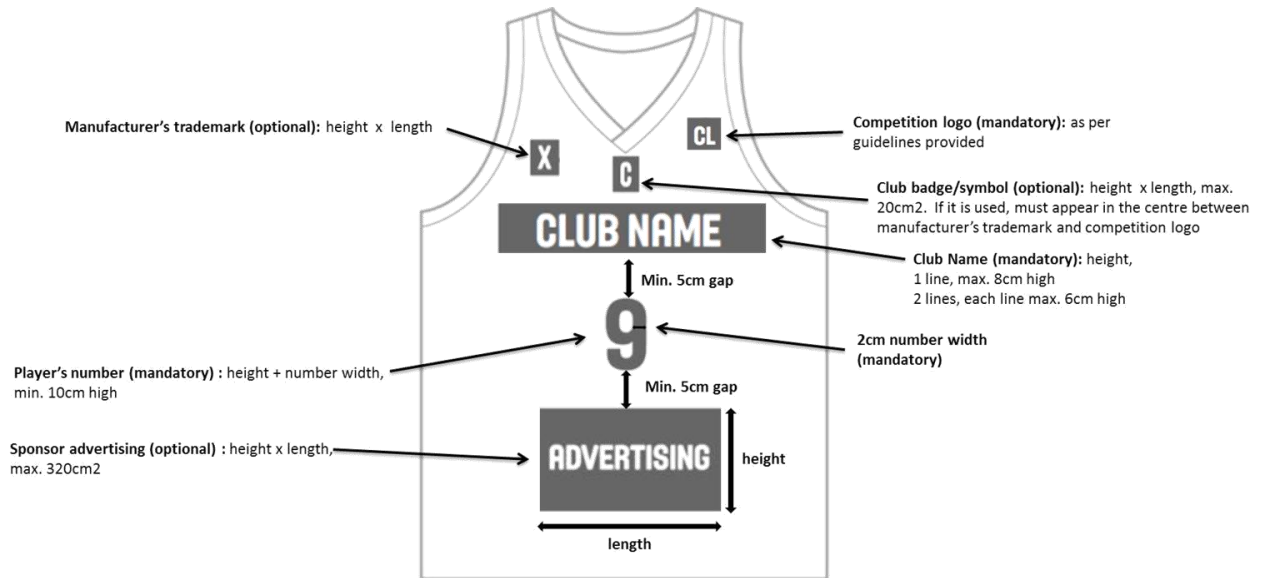 Manufacturer's trademark (optional): height x length
X
CL
Competition logo (mandatory): as per
guidelines provided
C
Club badge/symbol (optional): height x length, max.
20cm2. If it is used, must appear in the centre between
manufacturer's trademark and competition logo
CLUB NAME
Club Name (mandatory): height,
1 line, max. 8cm high
2 lines, each line max. 6cm high
Min. 5cm gap
9
2cm number width
(mandatory)
Player's number (mandatory) : height + number width,
min. 10cm high
Min. 5cm gap
Sponsor advertising (optional) : height x length,
max. 320cm2
ADVERTISING
height
length